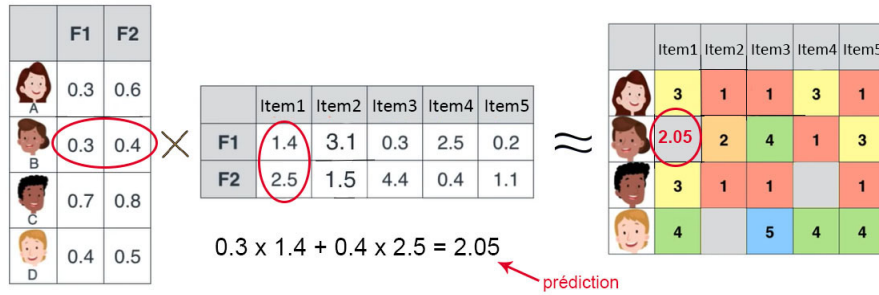 F1 F2
A 0.3 0.6
B 0.3 0.4
C 0.7 0.8
D 0.4 0.5
×
Item1 Item2 Item3 Item4 Item5
F1 1.4 3.1 0.3 2.5 0.2
F2 2.5 1.5 4.4 0.4 1.1
≈
Item1 Item2 Item3 Item4 Item5
3 1 1 3 1
2.05 2 4 1 3
3 1 1 1
4 5 4 4
0.3 x 1.4 + 0.4 x 2.5 = 2.05
prédiction